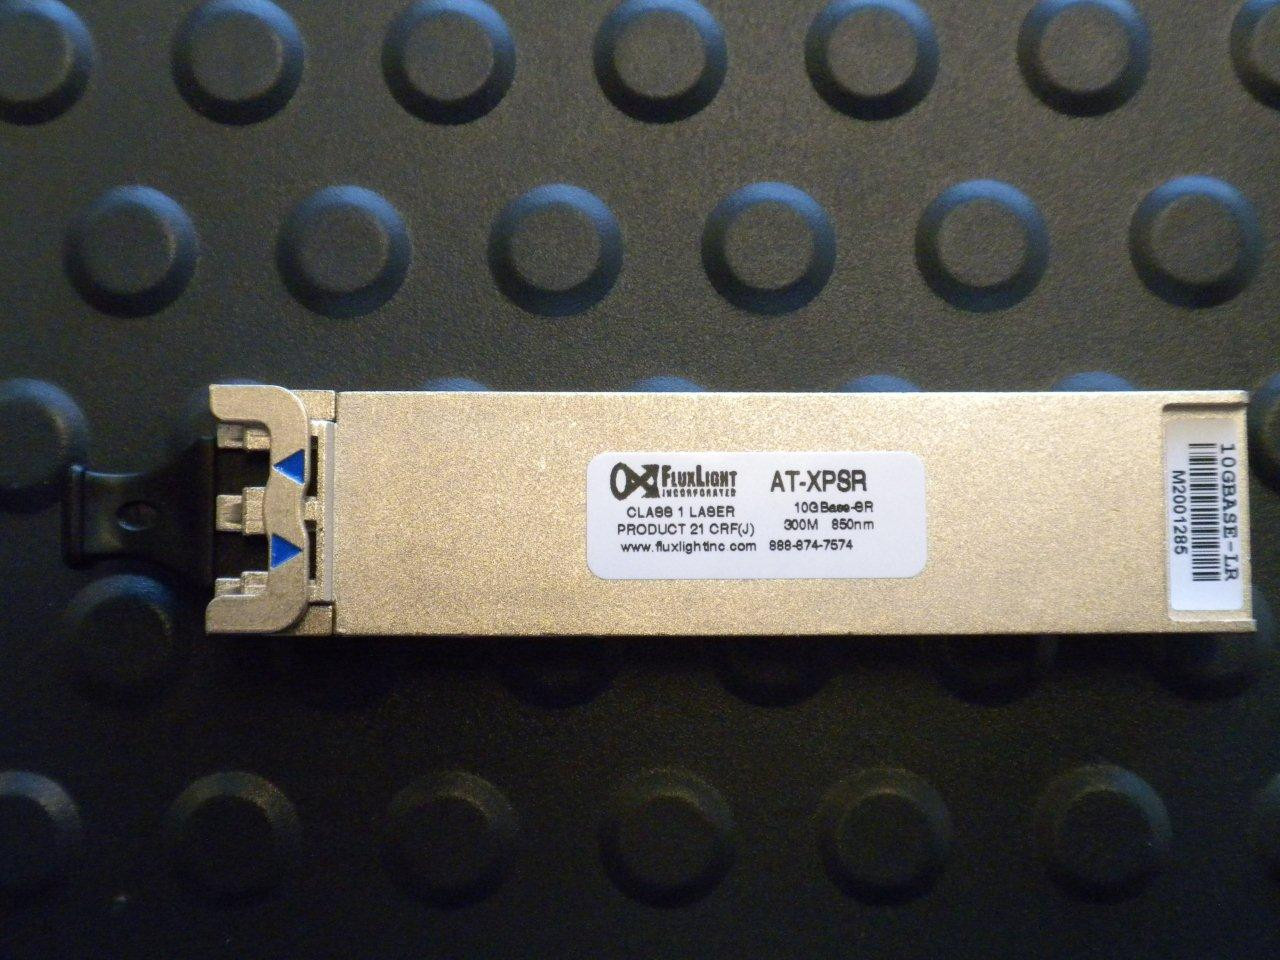 FLUXLIGHT
INCORPORATED
AT-XPSR
CLASS 1 LASER
10GBase-SR
PRODUCT 21 CRF(J)
300M 850nm
www.fluxlightinc.com 888-874-7574
10GBASE-LR
M2001285